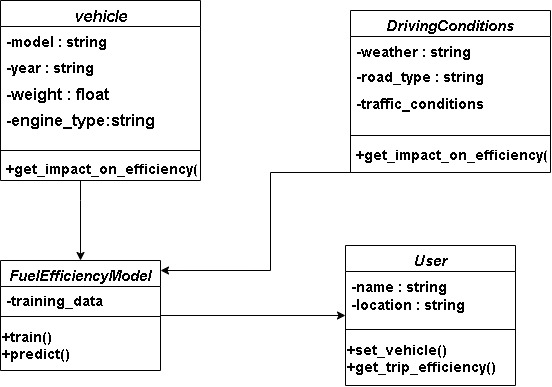 vehicle
-model : string
-year : string
-weight : float
-engine_type:string
+get_impact_on_efficiency(
DrivingConditions
-weather : string
-road_type : string
-traffic_conditions
+get_impact_on_efficiency(
FuelEfficiencyModel
-training_data
+train()
+predict()
User
-name : string
-location : string
+set_vehicle()
+get_trip_efficiency()